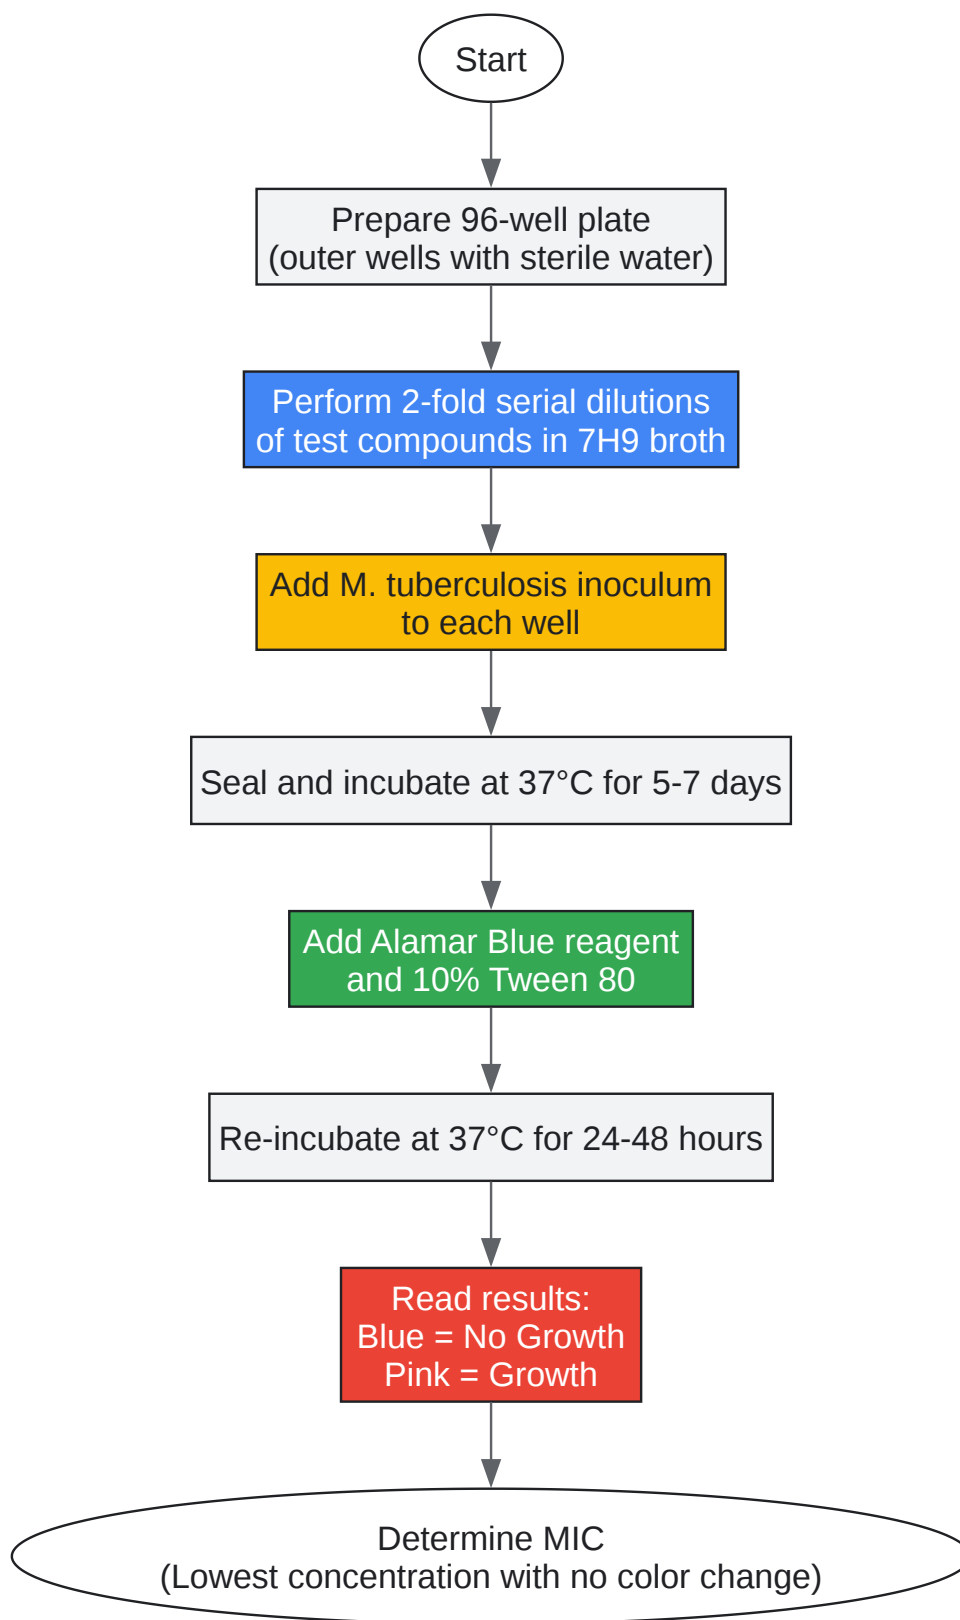 Start
Prepare 96-well plate
(outer wells with sterile water)
Perform 2-fold serial dilutions
of test compounds in 7H9 broth
Add M. tuberculosis inoculum
to each well
Seal and incubate at 37°C for 5-7 days
Add Alamar Blue reagent
and 10% Tween 80
Re-incubate at 37°C for 24-48 hours
Read results:
Blue = No Growth
Pink = Growth
Determine MIC
(Lowest concentration with no color change)